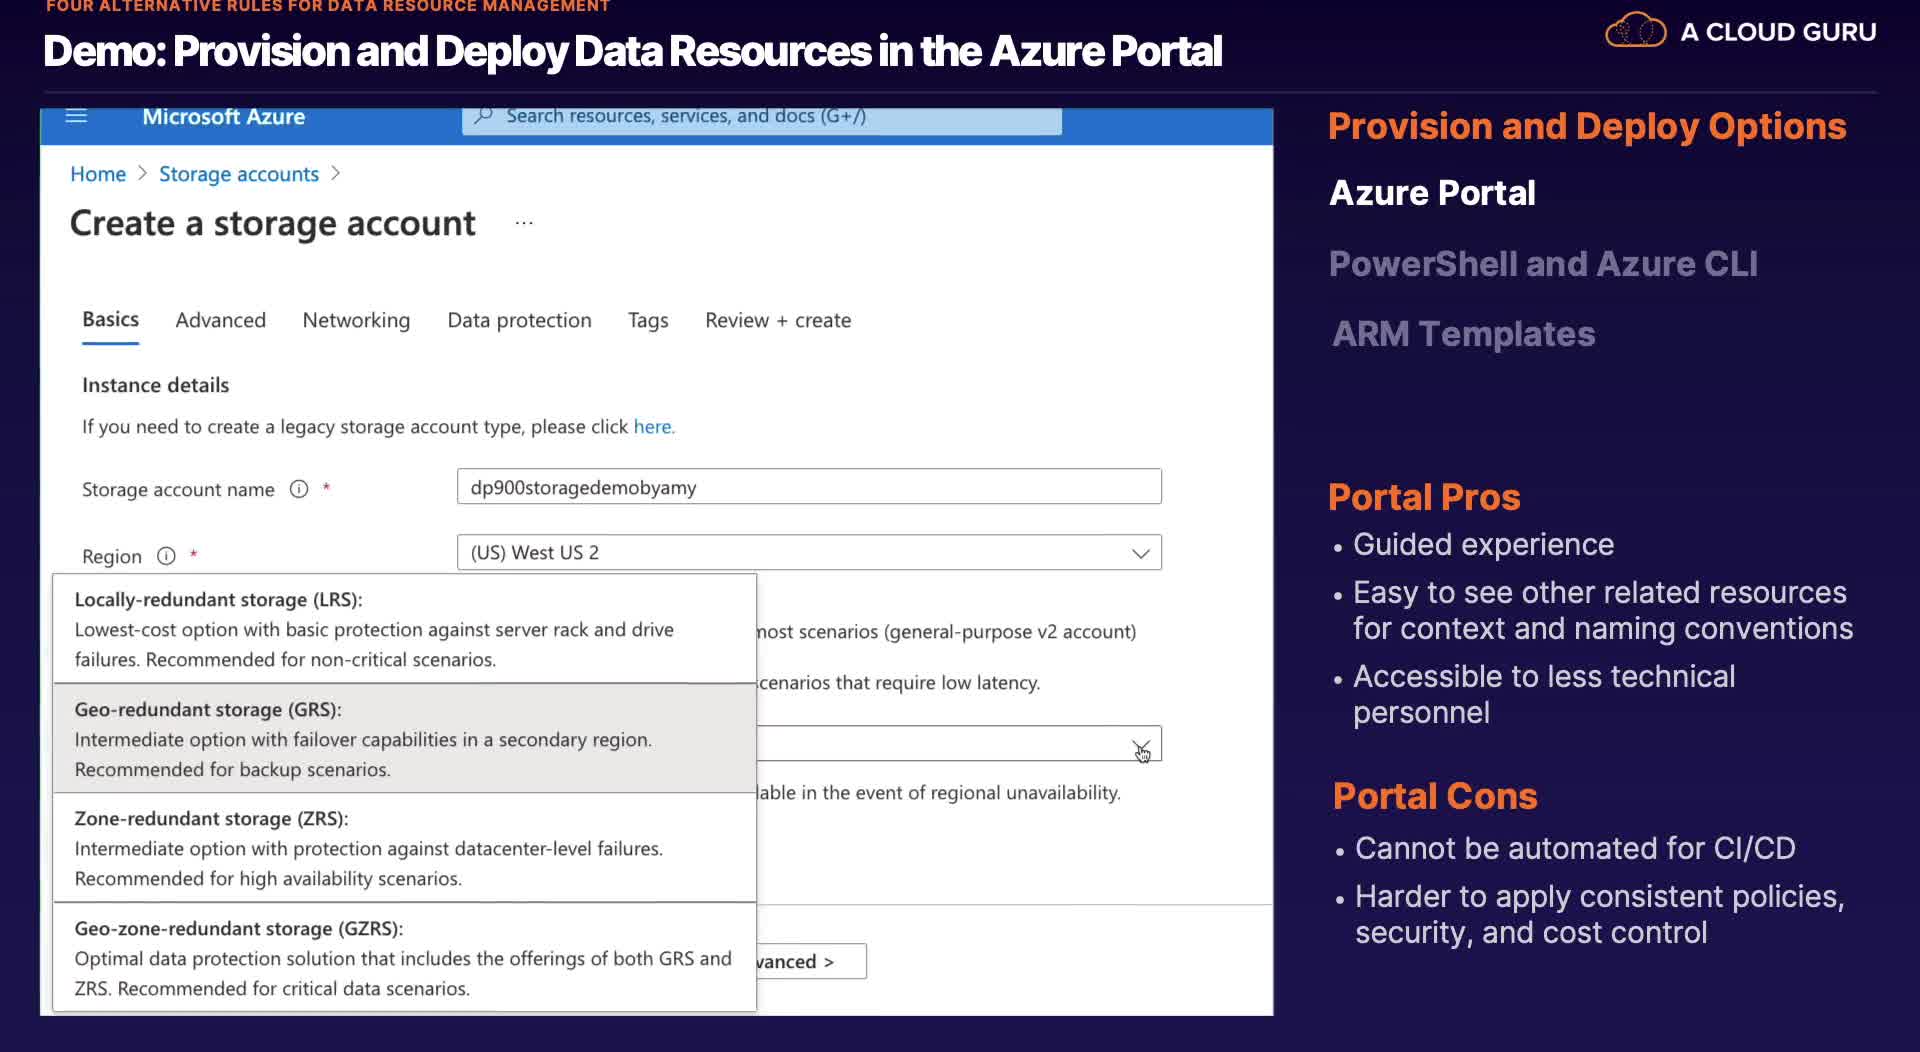 FOUR ALTERNATIVE RULES FOR DATA RESOURCE MANAGEMENT
Demo: Provision and Deploy Data Resources in the Azure Portal
A CLOUD GURU
Microsoft Azure
Search resources, services, and docs (G+/)
Home > Storage accounts >
Create a storage account ...
Basics Advanced Networking Data protection Tags Review + create
Instance details
If you need to create a legacy storage account type, please click here.
Storage account name * dp900storagedemobyamy
Region * (US) West US 2
Locally-redundant storage (LRS):
Lowest-cost option with basic protection against server rack and drive
failures. Recommended for non-critical scenarios.
most scenarios (general-purpose v2 account)
scenarios that require low latency.
Geo-redundant storage (GRS):
Intermediate option with failover capabilities in a secondary region.
Recommended for backup scenarios.
lable in the event of regional unavailability.
Zone-redundant storage (ZRS):
Intermediate option with protection against datacenter-level failures.
Recommended for high availability scenarios.
Geo-zone-redundant storage (GZRS):
Optimal data protection solution that includes the offerings of both GRS and
ZRS. Recommended for critical data scenarios.
vanced >
Provision and Deploy Options
Azure Portal
PowerShell and Azure CLI
ARM Templates
Portal Pros
• Guided experience
• Easy to see other related resources
for context and naming conventions
• Accessible to less technical
personnel
Portal Cons
• Cannot be automated for CI/CD
• Harder to apply consistent policies,
security, and cost control